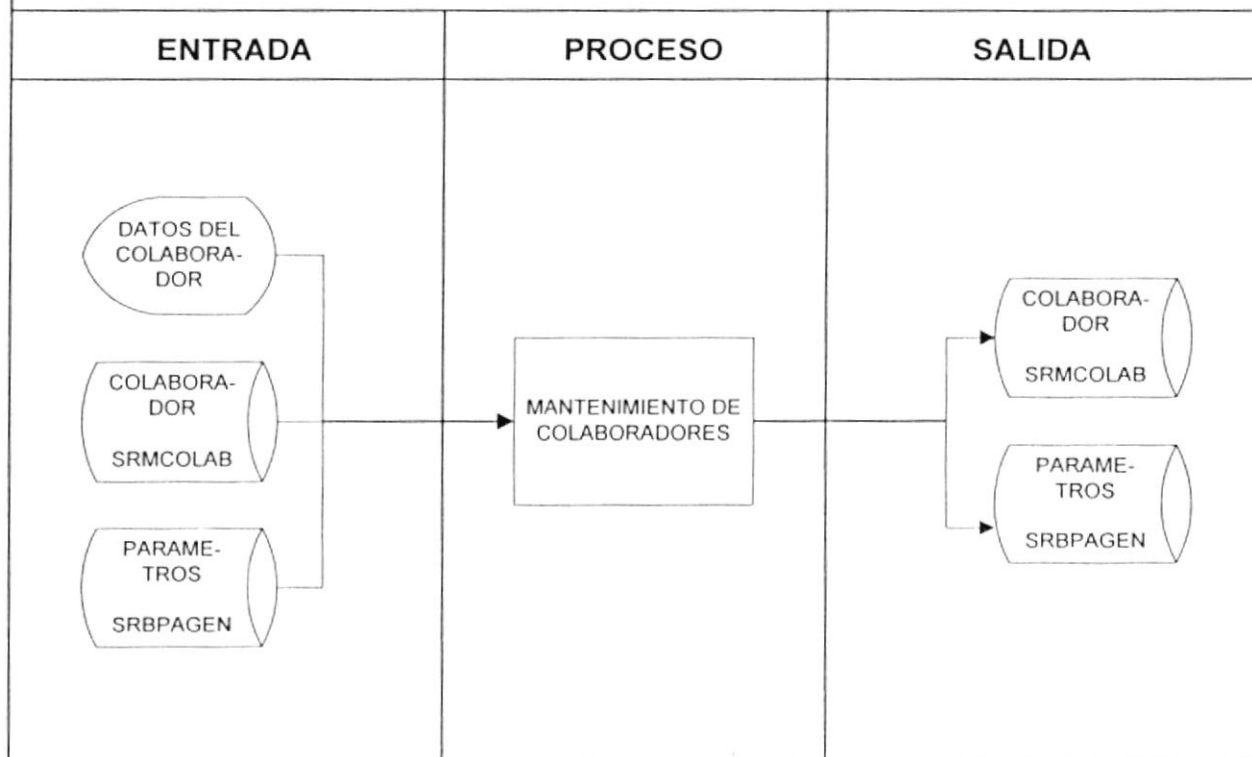 ENTRADA
PROCESO
SALIDA
DATOS DEL
COLABORA-
DOR
COLABORA-
DOR
SRMCOLAB
PARAME-
TROS
SRBPAGEN
MANTENIMIENTO DE
COLABORADORES
COLABORA-
DOR
SRMCOLAB
PARAME-
TROS
SRBPAGEN